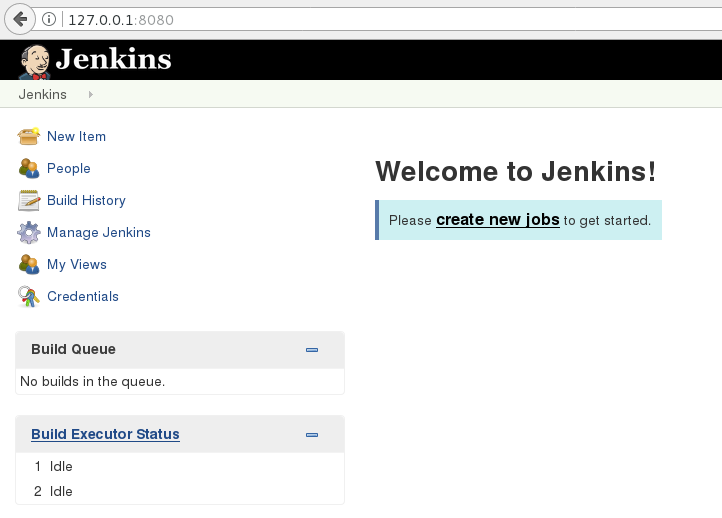 127.0.0.1:8080
Jenkins
Jenkins
New Item
People
Build History
Manage Jenkins
My Views
Credentials
Welcome to Jenkins!
Please create new jobs to get started.
Build Queue
No builds in the queue.
Build Executor Status
1 Idle
2 Idle